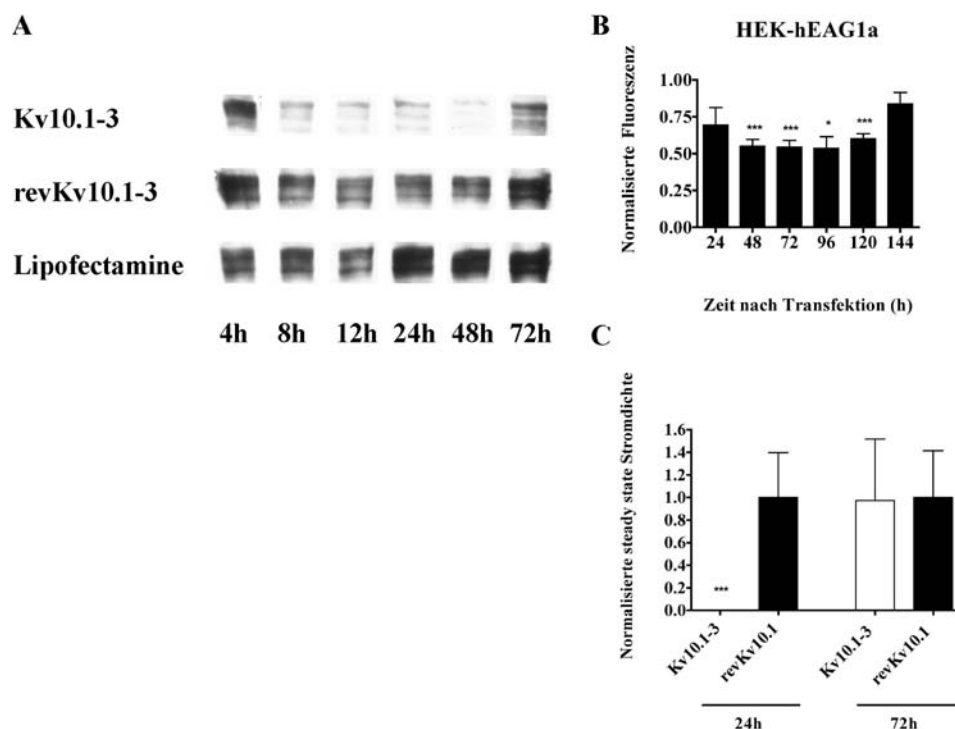 A
Kv10.1-3
revKv10.1-3
Lipofectamine
4h 8h 12h 24h 48h 72h
B
HEK-hEAG1a
Normalisierte Fluoreszenz
1.00
0.75
0.50
0.25
0.00
*** *** * ***
24 48 72 96 120 144
Zeit nach Transfektion (h)
C
Normalisierte steady state Stromdichte
1.6
1.4
1.2
1.0
0.8
0.6
0.4
0.2
0.0
***
Kv10.1-3 revKv10.1 Kv10.1-3 revKv10.1
24h 72h